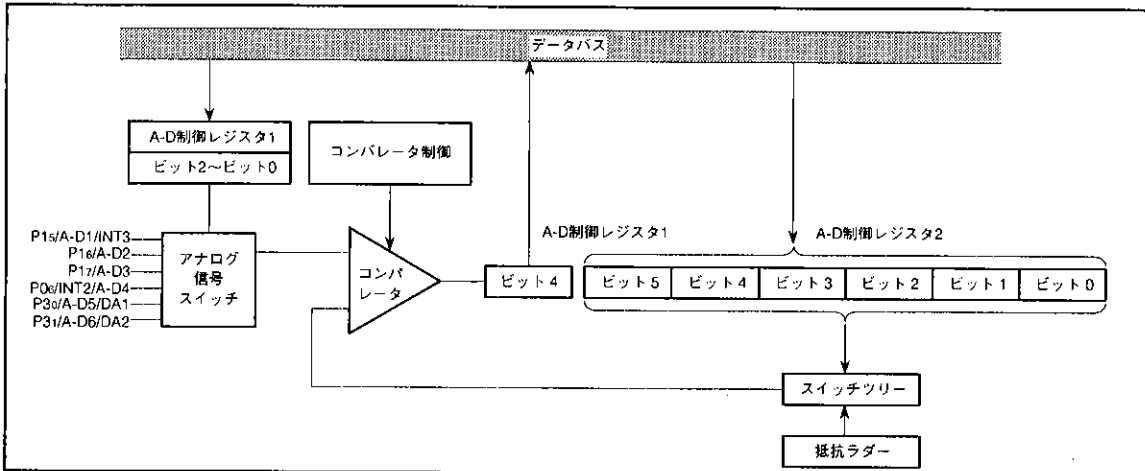 データバス
A-D制御レジスタ1
ビット2〜ビット0
コンパレータ制御
P15/A-D1/INT3
P16/A-D2
P17/A-D3
P06/INT2/A-D4
P30/A-D5/DA1
P31/A-D6/DA2
アナログ
信号
スイッチ
コンパ
レータ
A-D制御レジスタ1
ビット4
A-D制御レジスタ2
ビット5
ビット4
ビット3
ビット2
ビット1
ビット0
スイッチツリー
抵抗ラダー